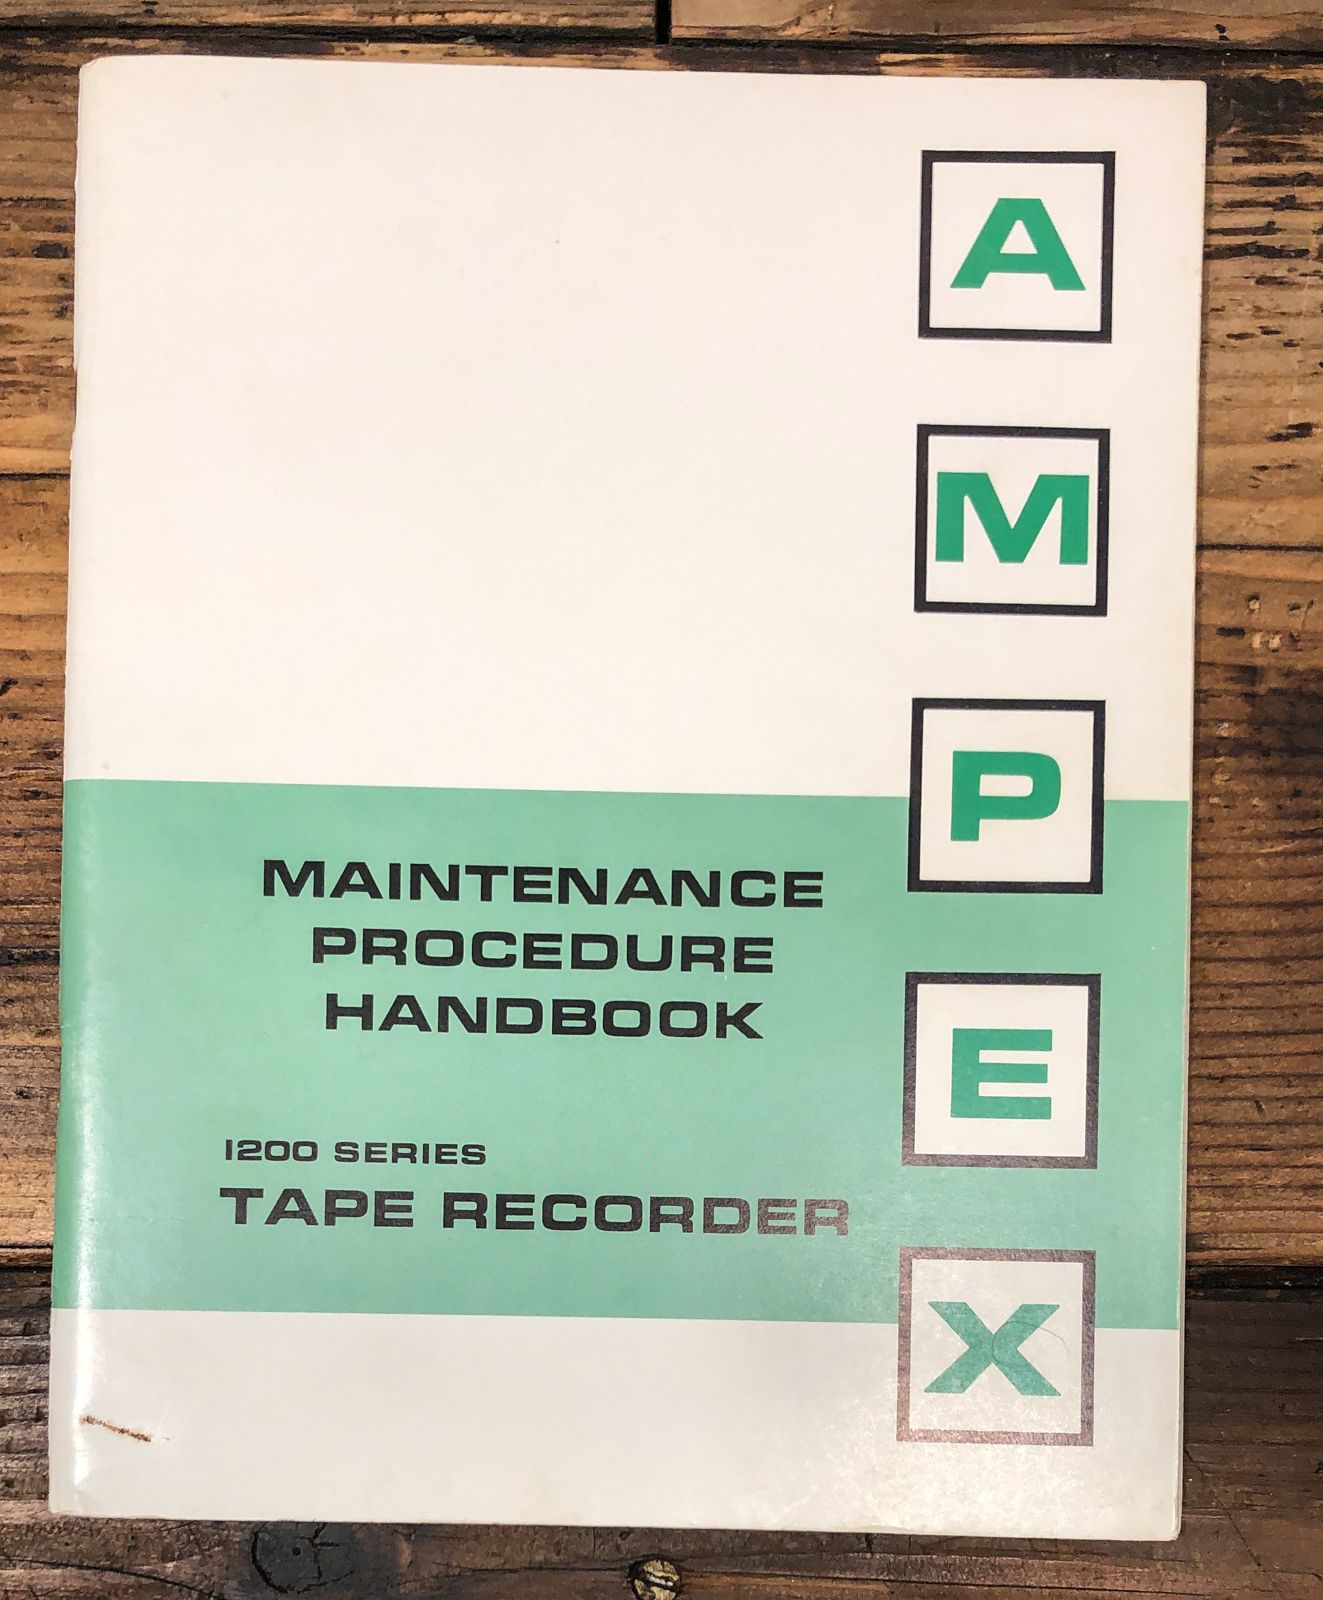 A
M
P
E
X
MAINTENANCE
PROCEDURE
HANDBOOK
1200 SERIES
TAPE RECORDER